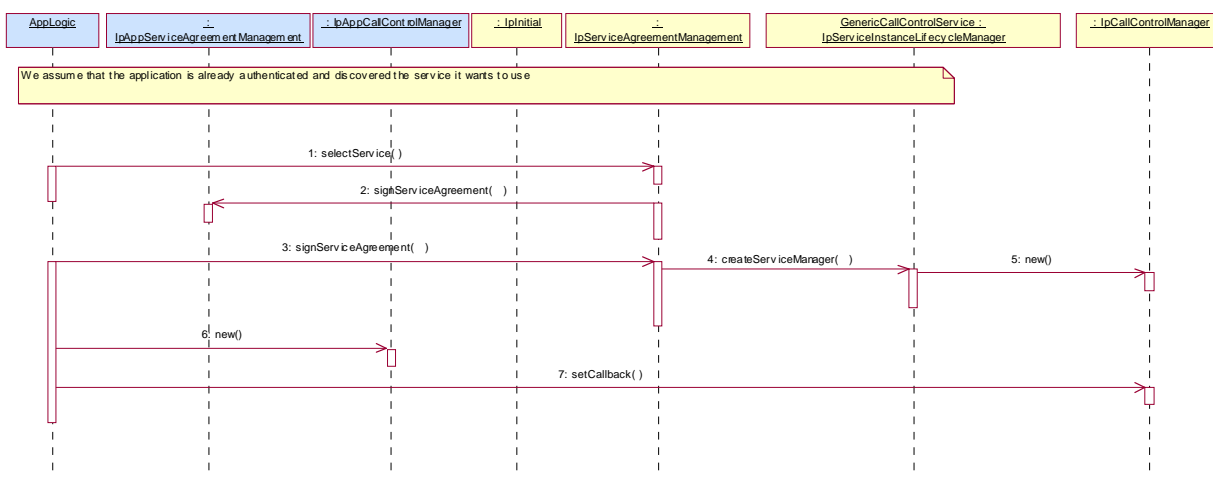 AppLogic
:
IpAppServiceAgreementManagement
: IpAppCallControlManager
: IpInitial
:
IpServiceAgreementManagement
GenericCallControlService :
IpServiceInstanceLifecycleManager
: IpCallControlManager
We assume that the application is already authenticated and discovered the service it wants to use
1: selectService( )
2: signServiceAgreement( )
3: signServiceAgreement( )
4: createServiceManager( )
5: new()
6: new()
7: setCallback( )